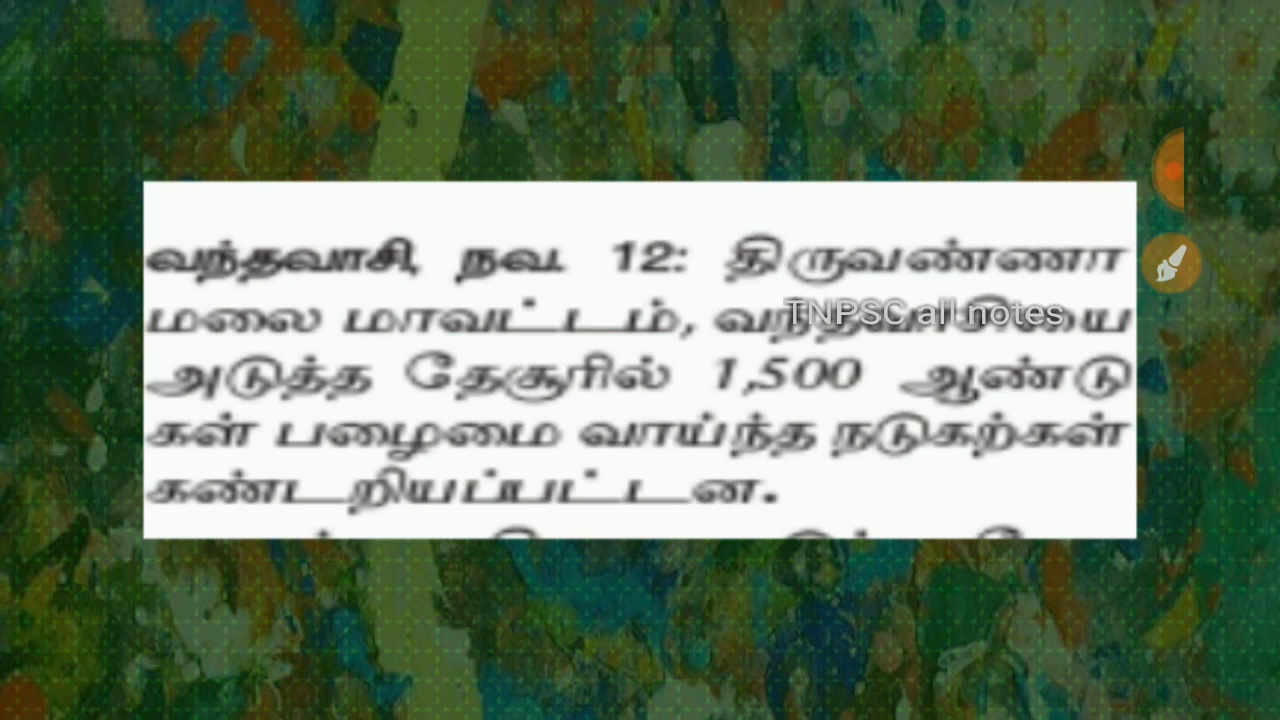 வந்தவாசி, நவ. 12: திருவண்ணா
மலை மாவட்டம், வந்தவாசியை
TNPSC all notes
அடுத்த தேசூரில் 1,500 ஆண்டு
கள் பழைமை வாய்ந்த நடுகற்கள்
கண்டறியப்பட்டன.